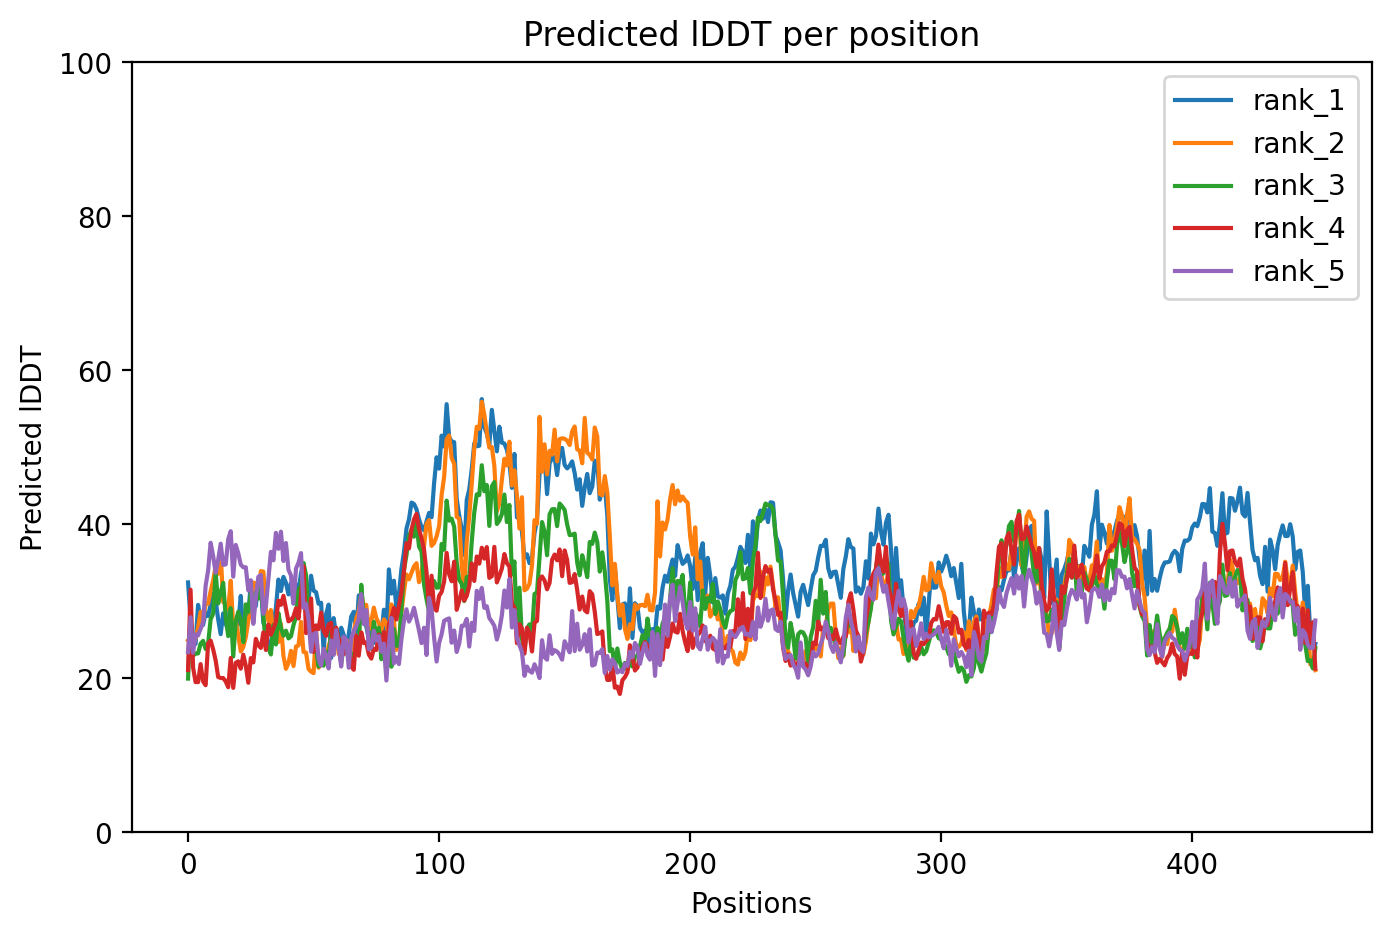 Predicted lDDT per position
100
80
60
40
20
0
Predicted lDDT
rank_1
rank_2
rank_3
rank_4
rank_5
0 100 200 300 400
Positions